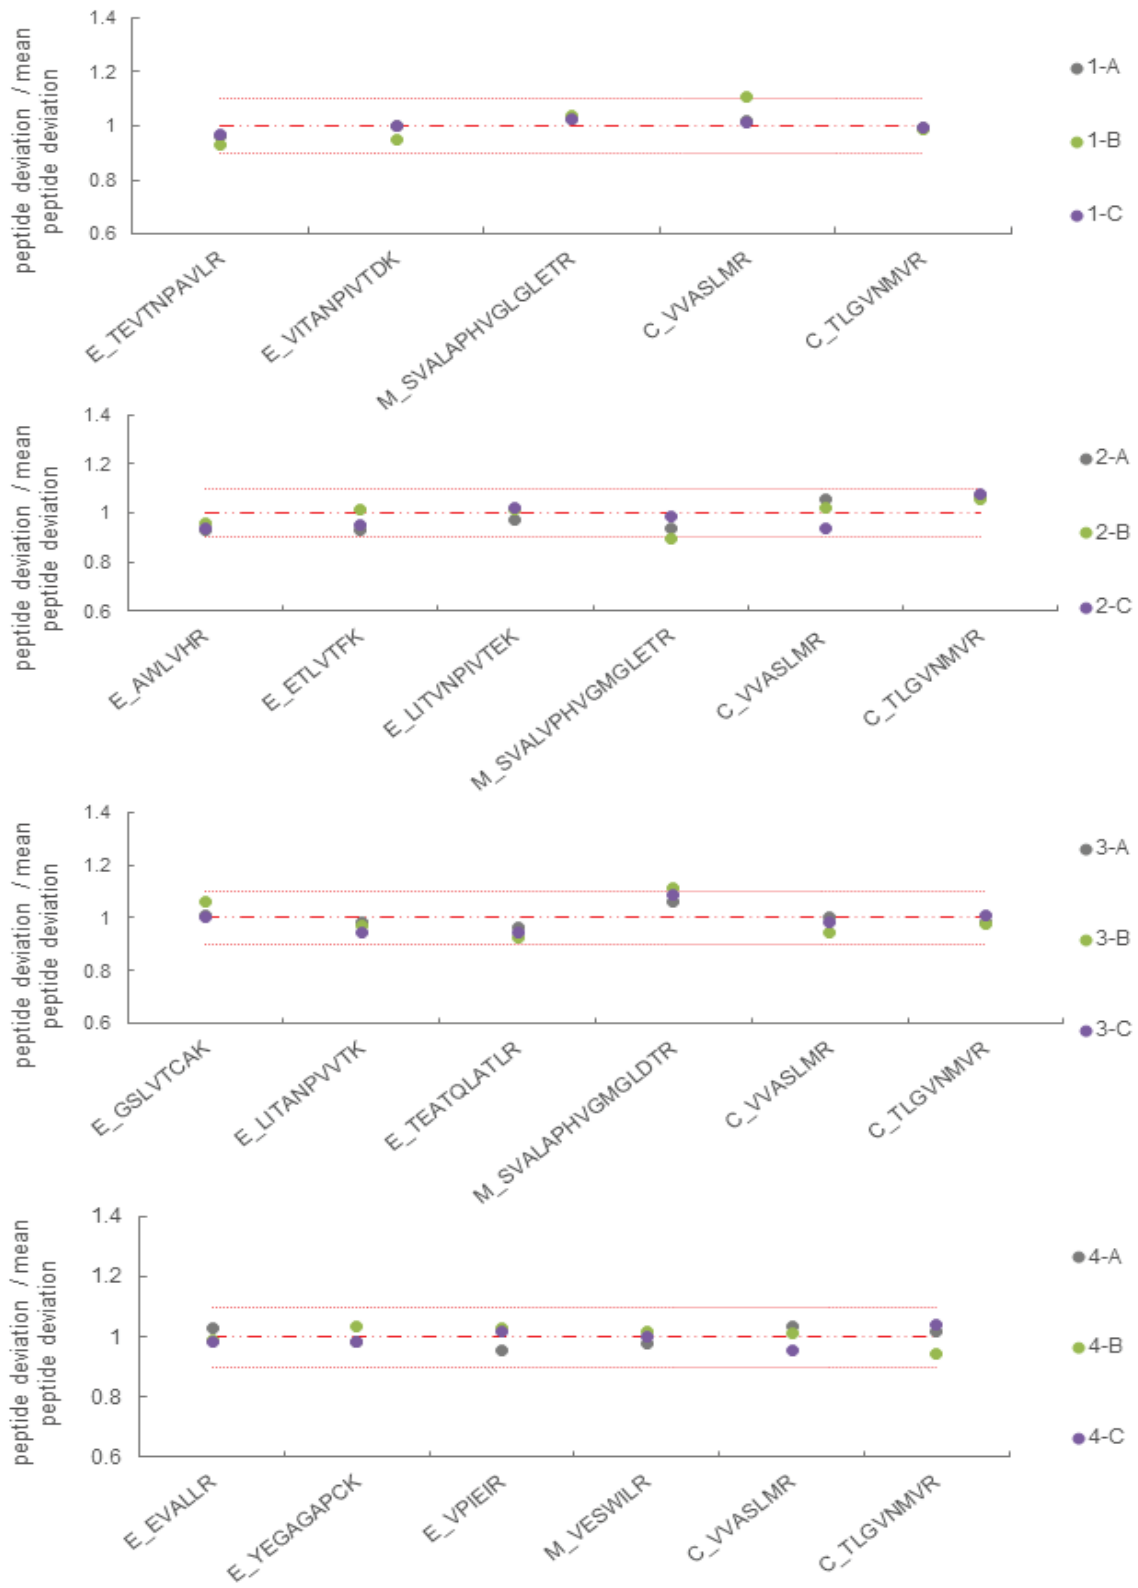 peptide deviation / mean
peptide deviation
1.4
1.2
1
0.8
0.6
E_TEVTNPAVLR
E_VITANPIVTDK
M_SVALAPHVGLGLETR
C_VVASLMR
C_TLGVNMVR
1-A
1-B
1-C
peptide deviation / mean
peptide deviation
1.4
1.2
1
0.8
0.6
E_AWLVHR
E_ETLVTFK
E_LITVNPIVTEK
M_SVALVPHVGMGLETR
C_VVASLMR
C_TLGVNMVR
2-A
2-B
2-C
peptide deviation / mean
peptide deviation
1.4
1.2
1
0.8
0.6
E_GSLVTCAK
E_LITANPVVTK
E_TEATQLATLR
M_SVALAPHVGMGLDTR
C_VVASLMR
C_TLGVNMVR
3-A
3-B
3-C
peptide deviation / mean
peptide deviation
1.4
1.2
1
0.8
0.6
E_EVALLR
E_YEGAGAPCK
E_VPIEIR
M_VESWILR
C_VVASLMR
C_TLGVNMVR
4-A
4-B
4-C